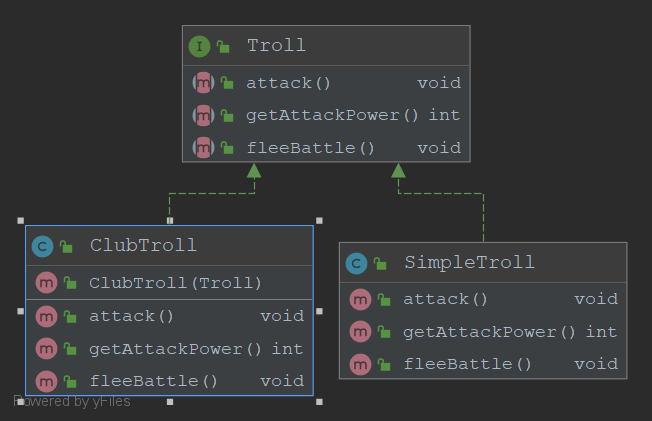 I Troll
m attack() void
m getAttackPower() int
m fleeBattle() void
C ClubTroll
m ClubTroll(Troll)
m attack() void
m getAttackPower() int
m fleeBattle() void
C SimpleTroll
m attack() void
m getAttackPower() int
m fleeBattle() void
Powered by yFiles